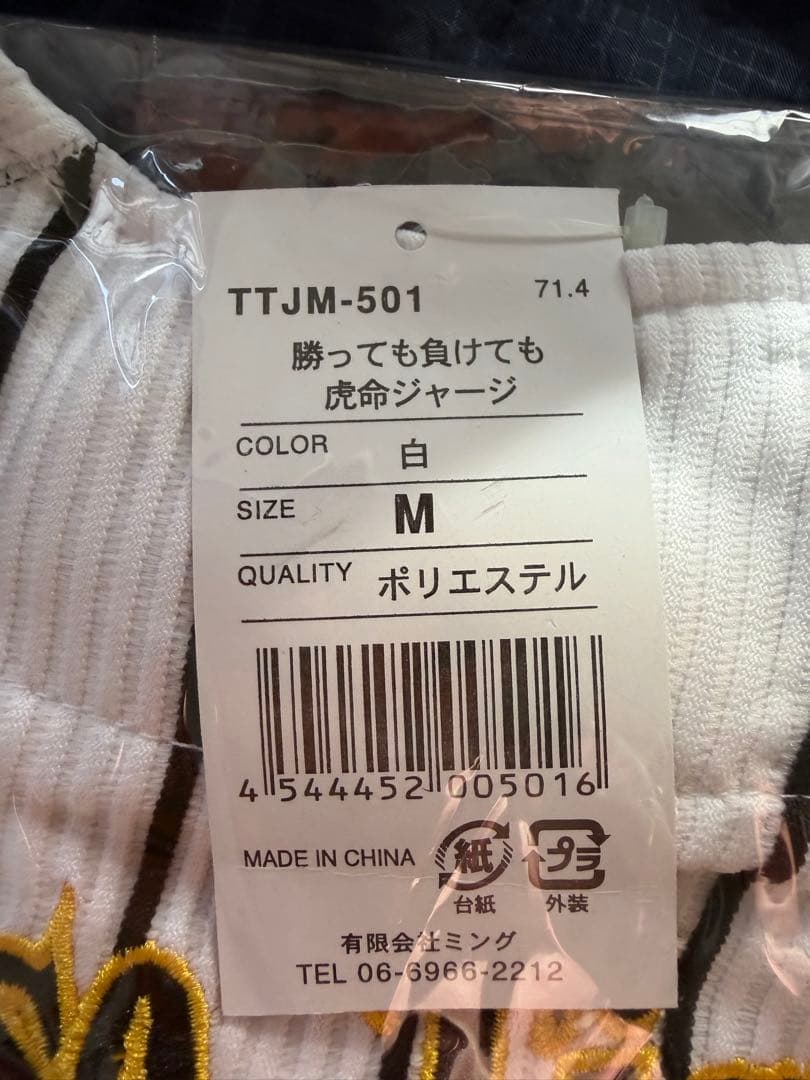 TTJM-501 71.4
勝っても負けても
虎命ジャージ
COLOR 白
SIZE M
QUALITY ポリエステル
4 544452 005016
MADE IN CHINA 紙 プラ
台紙 外装
有限会社ミング
TEL 06-6966-2212